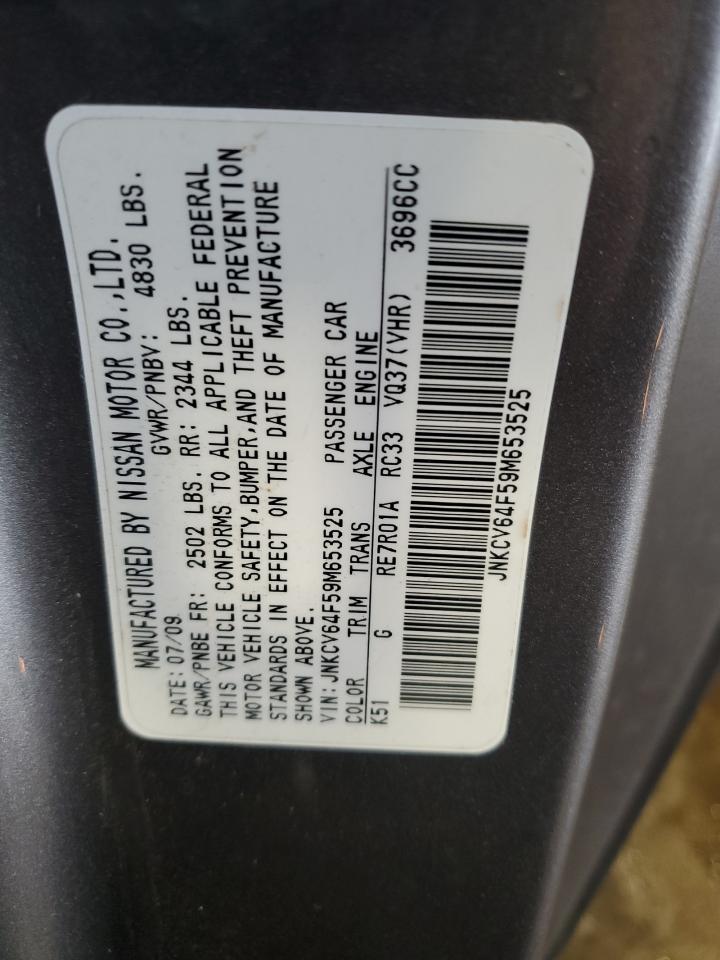 MANUFACTURED BY NISSAN MOTOR CO.,LTD.
DATE: 07/09 GVWR/PNBV: 4830 LBS.
GAWR/PNBE FR: 2502 LBS. RR: 2344 LBS.
THIS VEHICLE CONFORMS TO ALL APPLICABLE FEDERAL
MOTOR VEHICLE SAFETY,BUMPER,AND THEFT PREVENTION
STANDARDS IN EFFECT ON THE DATE OF MANUFACTURE
SHOWN ABOVE.
VIN: JNKCV64F59M653525 PASSENGER CAR
COLOR TRIM TRANS AXLE ENGINE
K51 G RE7R01A RC33 VQ37(VHR) 3696CC
JNKCV64F59M653525